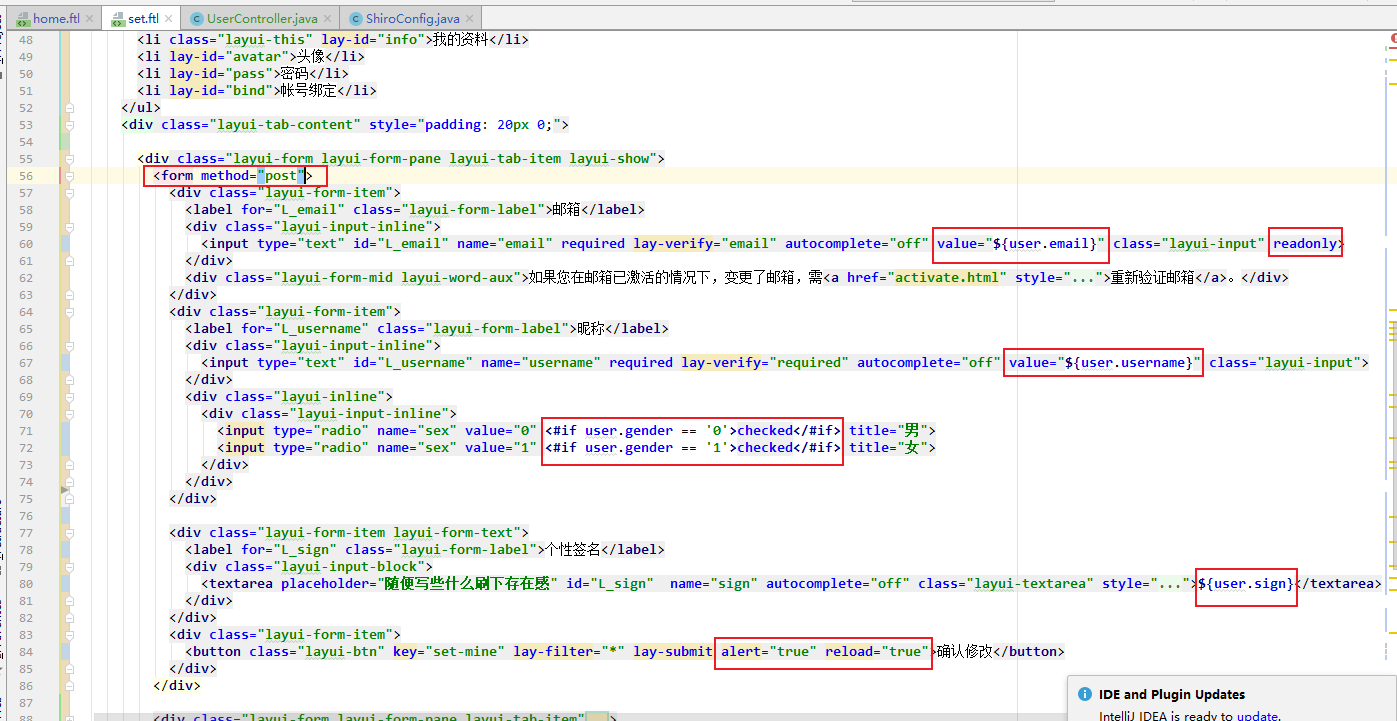 home.ftl set.ftl UserController.java ShiroConfig.java
48 <li class="layui-this" lay-id="info">我的资料</li>
49 <li lay-id="avatar">头像</li>
50 <li lay-id="pass">密码</li>
51 <li lay-id="bind">帐号绑定</li>
52 </ul>
53 <div class="layui-tab-content" style="padding: 20px 0;">
54
55 <div class="layui-form layui-form-pane layui-tab-item layui-show">
56 <form method="post">
57 <div class="layui-form-item">
58 <label for="L_email" class="layui-form-label">邮箱</label>
59 <div class="layui-input-inline">
60 <input type="text" id="L_email" name="email" required lay-verify="email" autocomplete="off" value="${user.email}" class="layui-input" readonly>
61 </div>
62 <div class="layui-form-mid layui-word-aux">如果您在邮箱已激活的情况下，变更了邮箱，需<a href="activate.html" style="...">重新验证邮箱</a>。</div>
63 </div>
64 <div class="layui-form-item">
65 <label for="L_username" class="layui-form-label">昵称</label>
66 <div class="layui-input-inline">
67 <input type="text" id="L_username" name="username" required lay-verify="required" autocomplete="off" value="${user.username}" class="layui-input">
68 </div>
69 <div class="layui-inline">
70 <div class="layui-input-inline">
71 <input type="radio" name="sex" value="0" <#if user.gender == '0'>checked</#if> title="男">
72 <input type="radio" name="sex" value="1" <#if user.gender == '1'>checked</#if> title="女">
73 </div>
74 </div>
75 </div>
76
77 <div class="layui-form-item layui-form-text">
78 <label for="L_sign" class="layui-form-label">个性签名</label>
79 <div class="layui-input-block">
80 <textarea placeholder="随便写些什么刷下存在感" id="L_sign" name="sign" autocomplete="off" class="layui-textarea" style="...">${user.sign}</textarea>
81 </div>
82 </div>
83 <div class="layui-form-item">
84 <button class="layui-btn" key="set-mine" lay-filter="*" lay-submit alert="true" reload="true">确认修改</button>
85 </div>
86 </div>
87
88 <div class="layui-form layui-form-pane layui-tab-item" >
IDE and Plugin Updates
IntelliJ IDEA is ready to update.